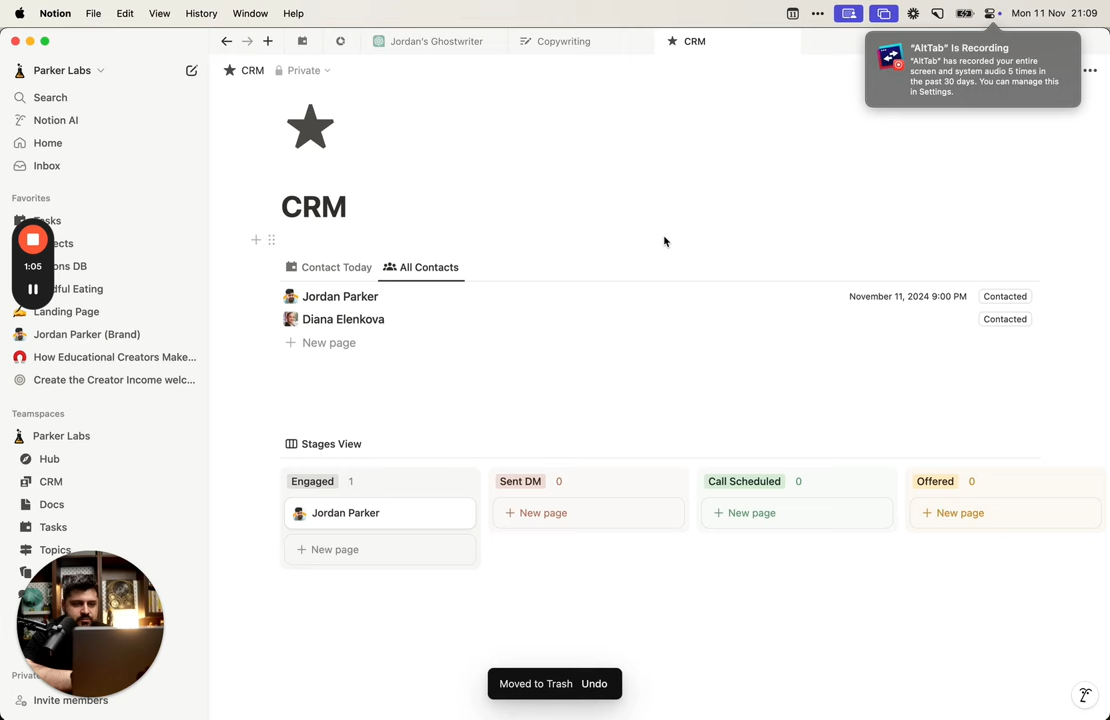 Notion File Edit View History Window Help
Mon 11 Nov 21:09
Jordan's Ghostwriter Copywriting CRM
"AltTab" Is Recording
"AltTab" has recorded your entire
screen and system audio 5 times in
the past 30 days. You can manage this
in Settings.
Parker Labs
CRM Private
Search
Notion AI
Home
Inbox
Favorites
Tasks
1:05
Landing Page
Jordan Parker (Brand)
How Educational Creators Make...
Create the Creator Income welc...
Teamspaces
Parker Labs
Hub
CRM
Docs
Tasks
Topics
Invite members
CRM
Contact Today All Contacts
Jordan Parker November 11, 2024 9:00 PM Contacted
Diana Elenkova Contacted
New page
Stages View
Engaged 1 Sent DM 0 Call Scheduled 0 Offered 0
Jordan Parker New page New page New page
New page
Moved to Trash Undo